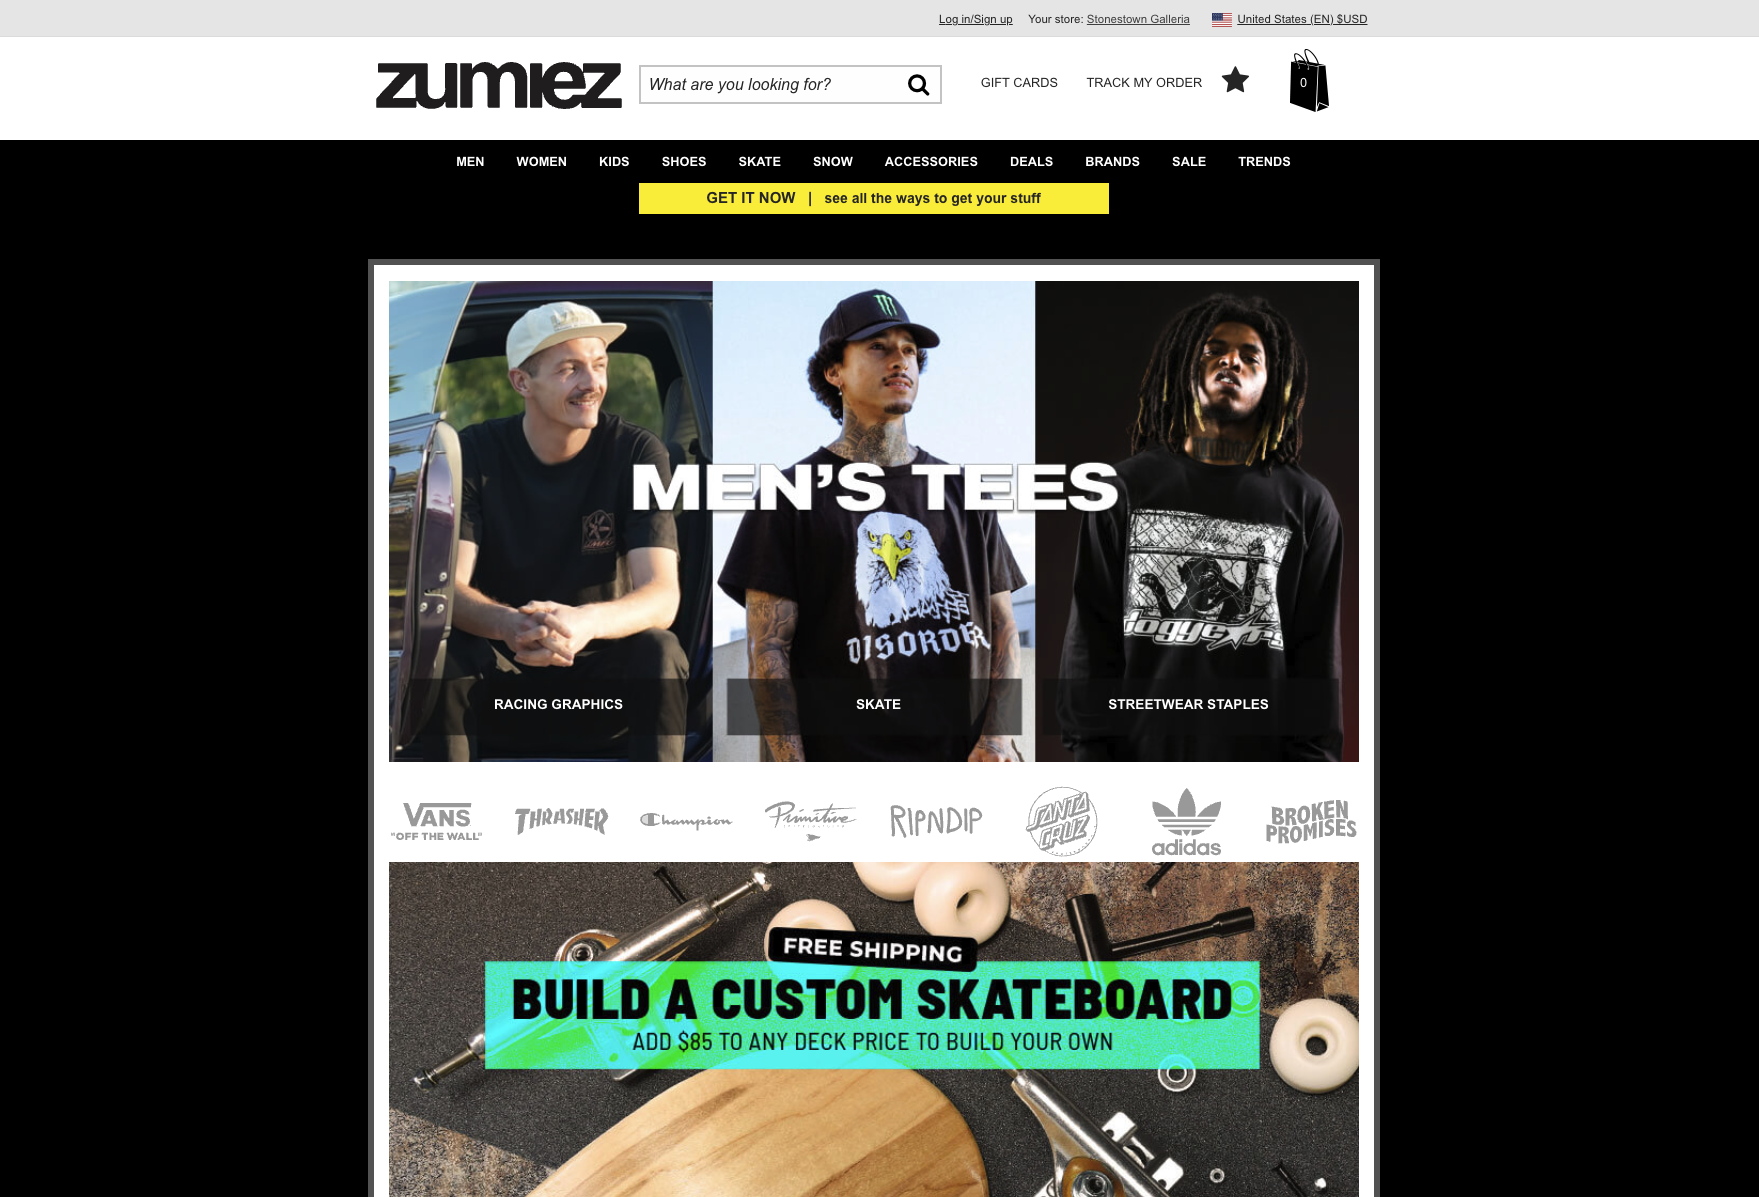 Log in/Sign up Your store: Stonestown Galleria United States (EN) $USD
zumiez
What are you looking for?
GIFT CARDS TRACK MY ORDER 0
MEN WOMEN KIDS SHOES SKATE SNOW ACCESSORIES DEALS BRANDS SALE TRENDS
GET IT NOW | see all the ways to get your stuff
MEN'S TEES
DISORDER
RACING GRAPHICS SKATE STREETWEAR STAPLES
VANS
"OFF THE WALL"
THRASHER
Champion
Primitive
RIPNDIP
SANTA
CRUZ
adidas
BROKEN
PROMISES
FREE SHIPPING
BUILD A CUSTOM SKATEBOARD
ADD $85 TO ANY DECK PRICE TO BUILD YOUR OWN